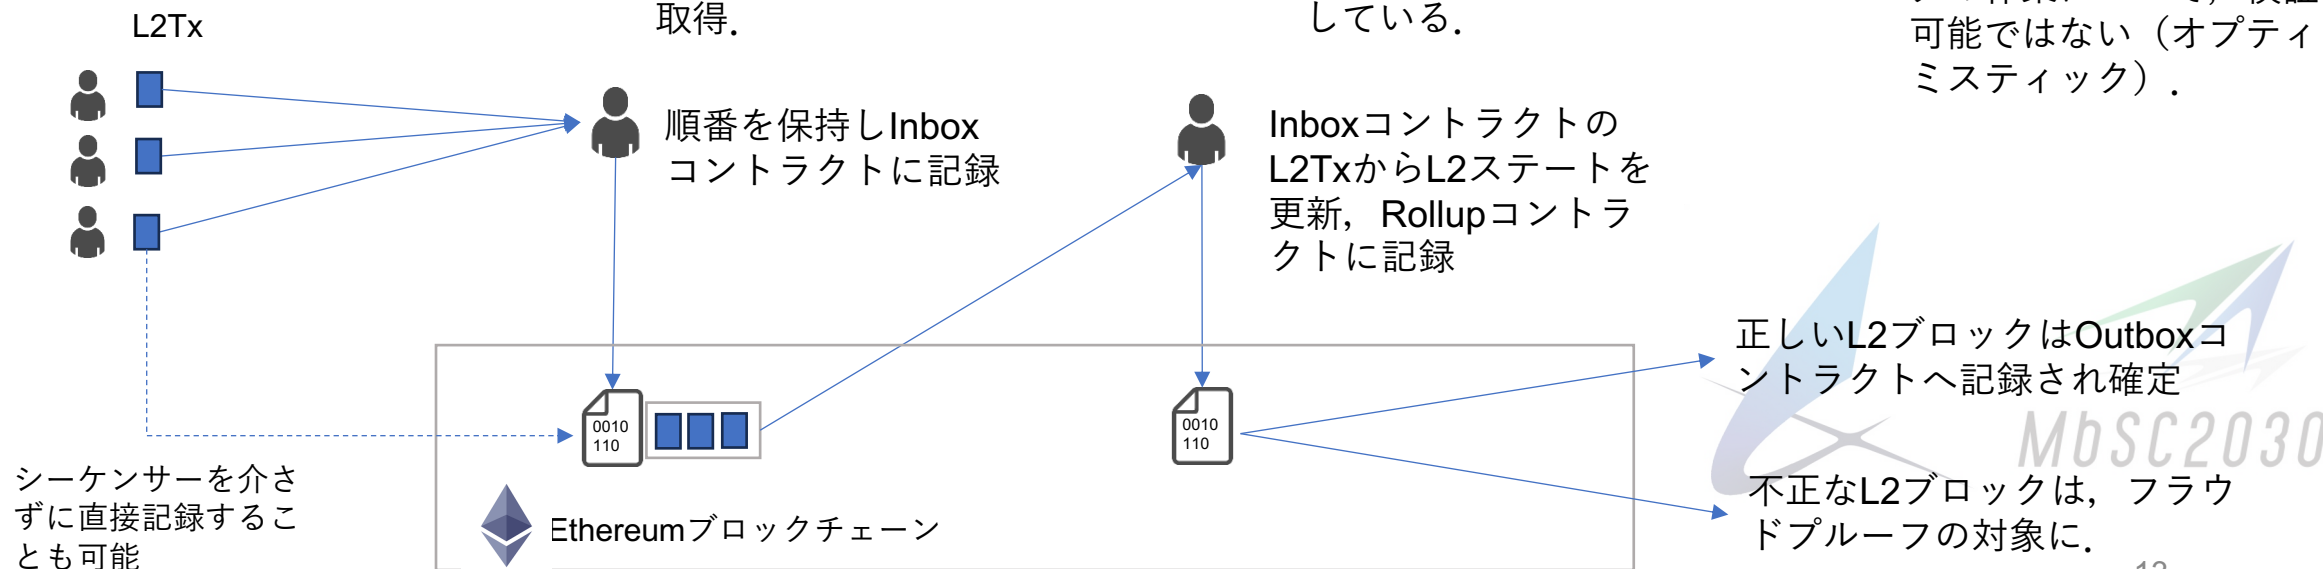 L2Tx
取得．
している．
可能ではない（オプティ
ミスティック）．
順番を保持しInbox
コントラクトに記録
Inboxコントラクトの
L2TxからL2ステートを
更新，Rollupコントラ
クトに記録
正しいL2ブロックはOutboxコ
ントラクトへ記録され確定
0010
110
0010
110
MbSC2030
シーケンサーを介さ
ずに直接記録するこ
とも可能
Ethereumブロックチェーン
不正なL2ブロックは，フラウ
ドプルーフの対象に．